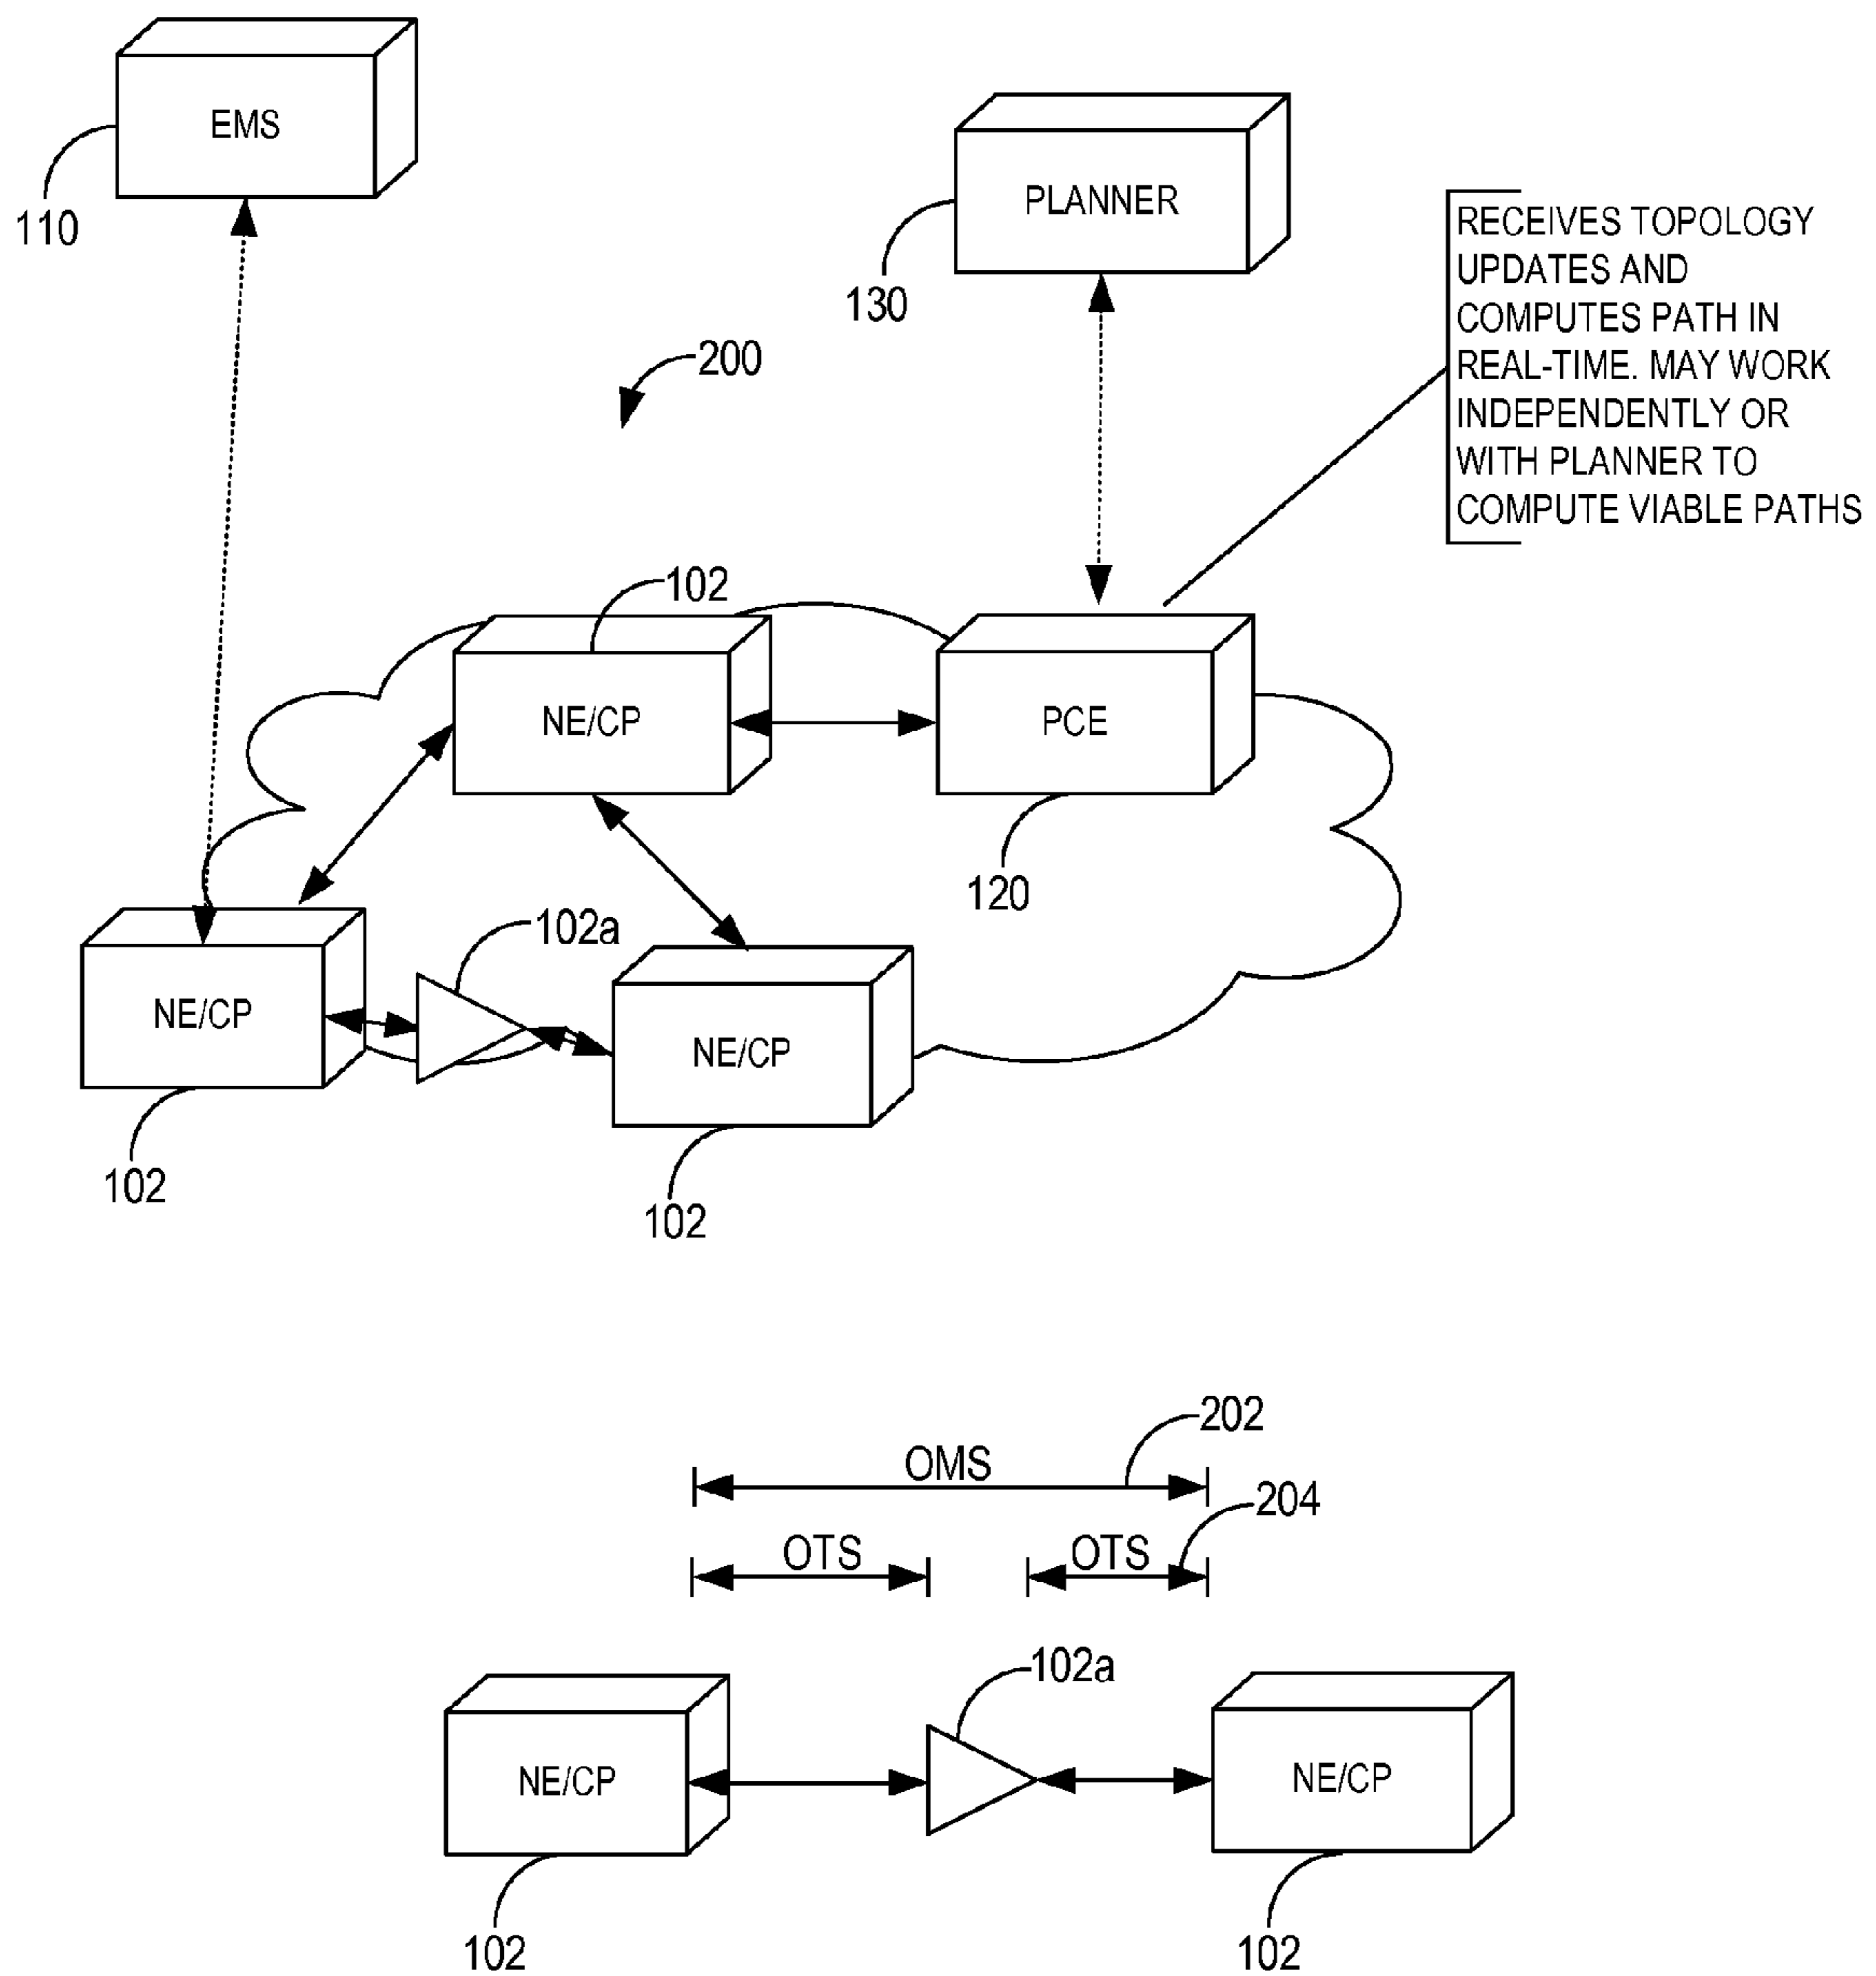 EMS
110
PLANNER
130
RECEIVES TOPOLOGY
UPDATES AND
COMPUTES PATH IN
REAL-TIME. MAY WORK
INDEPENDENTLY OR
WITH PLANNER TO
COMPUTE VIABLE PATHS
200
102
NE/CP
PCE
120
102a
NE/CP
NE/CP
102
102
202
OMS
204
OTS
OTS
102a
NE/CP
NE/CP
102
102